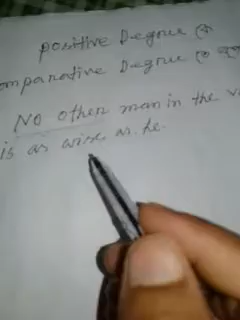 positive Degree
omparative Degree
No other man in the
is as wise as he.